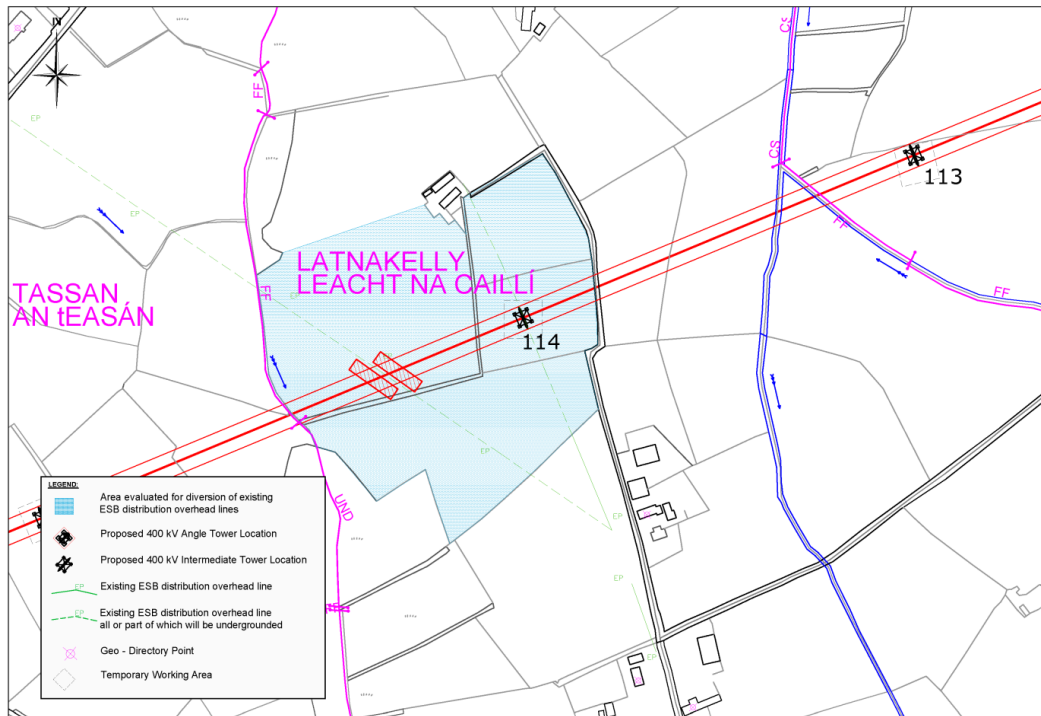 N
EP
FF
CS
CS
EP
113
FF
LATNAKELLY
LEACHT NA CAILLÍ
TASSAN
AN tEASÁN
FF
EP
FF
114
EP
UND
EP
EP
LEGEND:
Area evaluated for diversion of existing
ESB distribution overhead lines
Proposed 400 kV Angle Tower Location
Proposed 400 kV Intermediate Tower Location
EP
Existing ESB distribution overhead line
EP
Existing ESB distribution overhead line
all or part of which will be undergrounded
Geo - Directory Point
Temporary Working Area